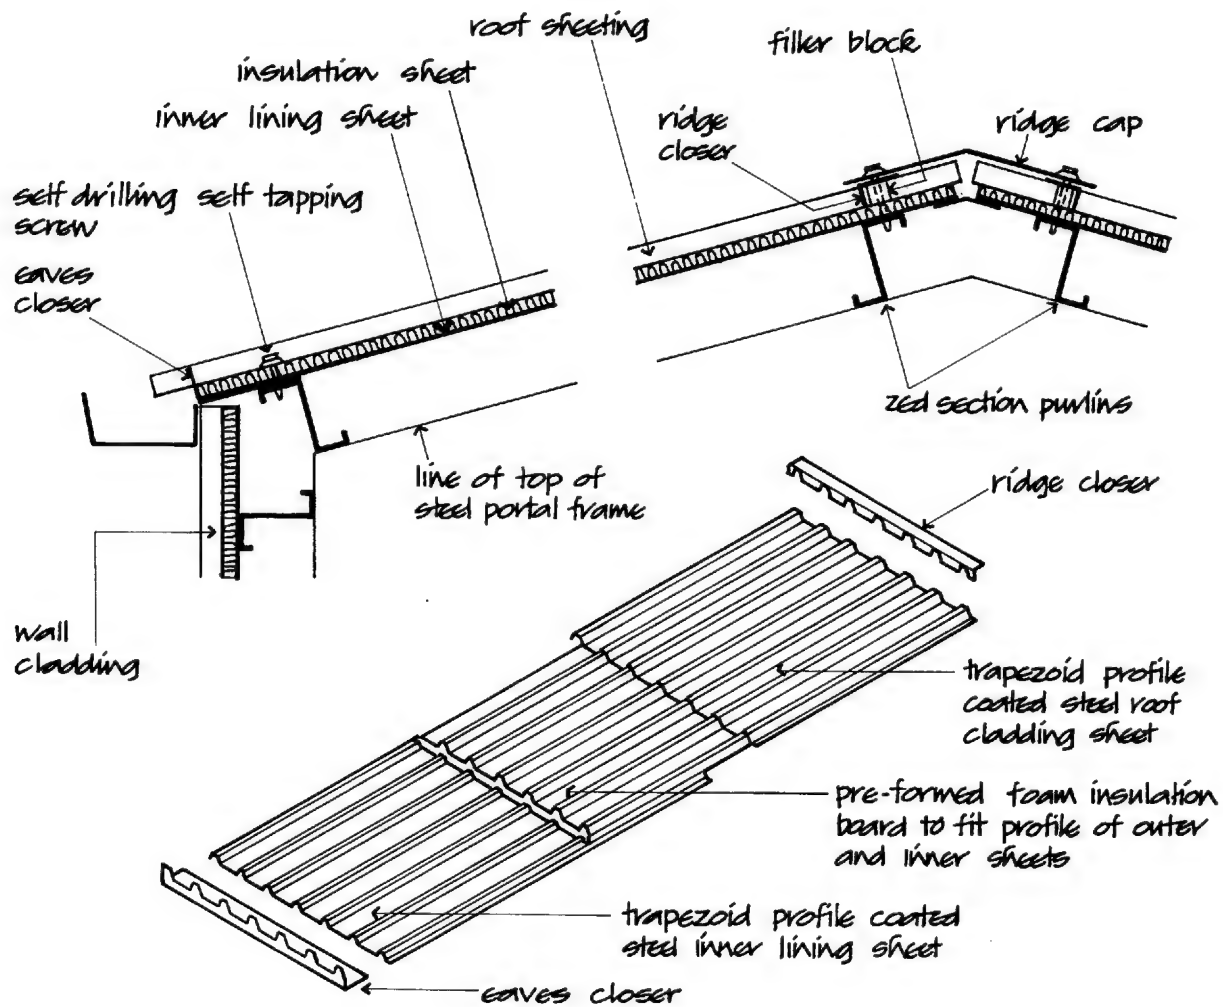 roof sheeting
filler block
insulation sheet
inner lining sheet
ridge
closer
ridge cap
self drilling self tapping
screw
eaves
closer
zed section purlins
line of top of
steel portal frame
ridge closer
wall
cladding
trapezoid profile
coated steel roof
cladding sheet
pre-formed foam insulation
board to fit profile of outer
and inner sheets
trapezoid profile coated
steel inner lining sheet
eaves closer